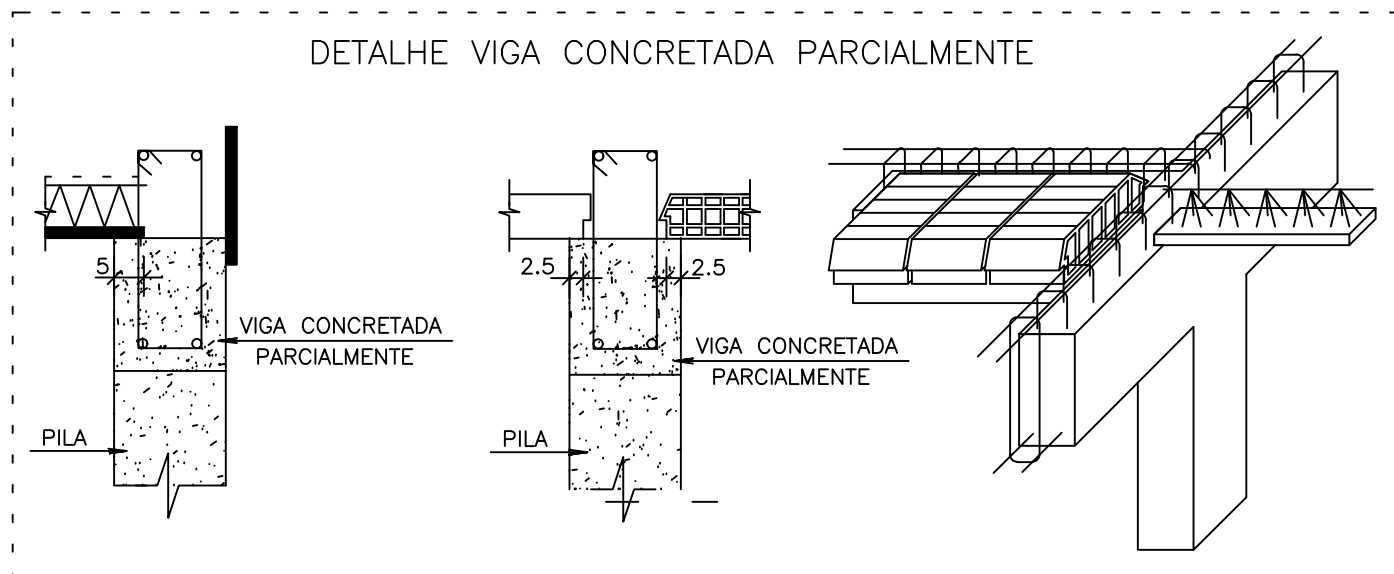 DETALHE VIGA CONCRETADA PARCIALMENTE
5
VIGA CONCRETADA
PARCIALMENTE
PILA
2.5
2.5
VIGA CONCRETADA
PARCIALMENTE
PILA